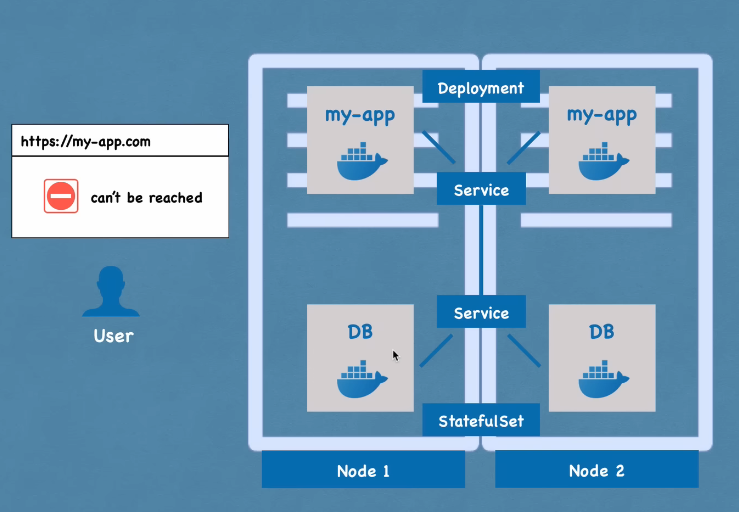 https://my-app.com
can't be reached
User
Deployment
my-app
my-app
Service
Service
DB
DB
StatefulSet
Node 1
Node 2